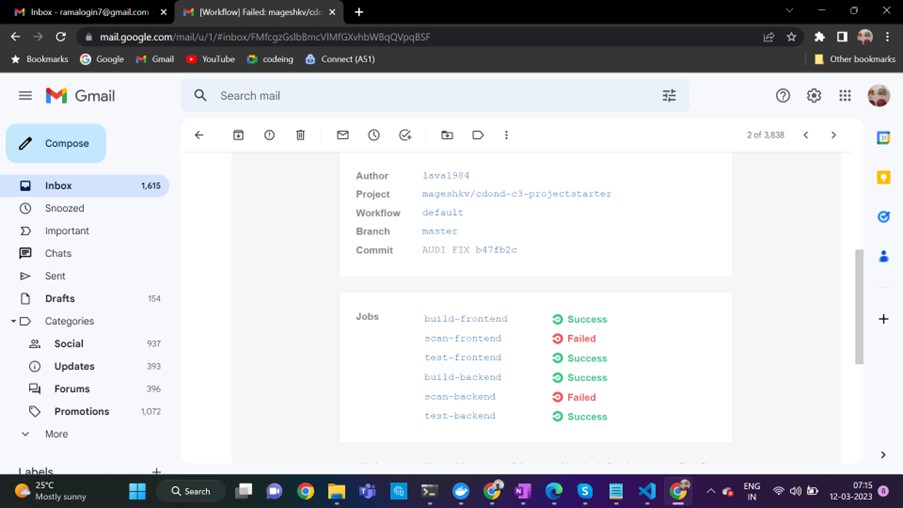 Inbox - ramalogin7@gmail.com
[Workflow] Failed: mageshkv/cdo
mail.google.com/mail/u/1/#inbox/FMfcgzGslbBmcVlMfGXvhbWBqQVpqBSF
Bookmarks Google Gmail YouTube codeing Connect (A51) Other bookmarks
Gmail
Search mail
Compose
2 of 3,838
Inbox 1,615
Snoozed
Important
Chats
Sent
Drafts 154
Categories
Social 937
Updates 393
Forums 396
Promotions 1,072
More
Labels
Author lava1984
Project mageshkv/cdond-c3-projectstarter
Workflow default
Branch master
Commit AUDI FIX b47fb2c
Jobs
build-frontend Success
scan-frontend Failed
test-frontend Success
build-backend Success
scan-backend Failed
test-backend Success
25°C
Mostly sunny
Search
ENG
IN
07:15
12-03-2023
8